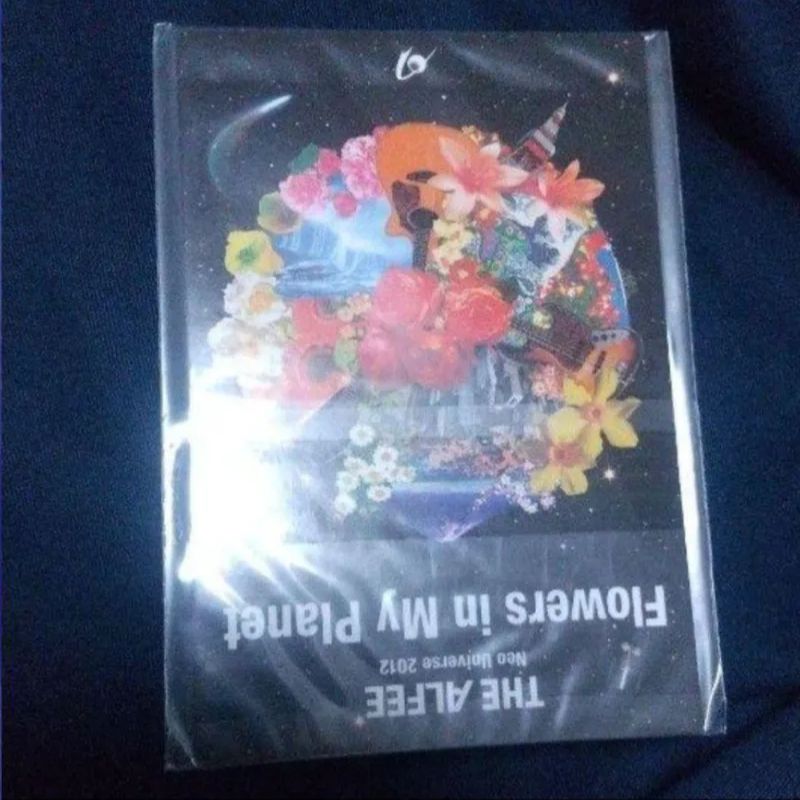 THE ALFEE
Neo Universe 2012
Flowers in My Planet